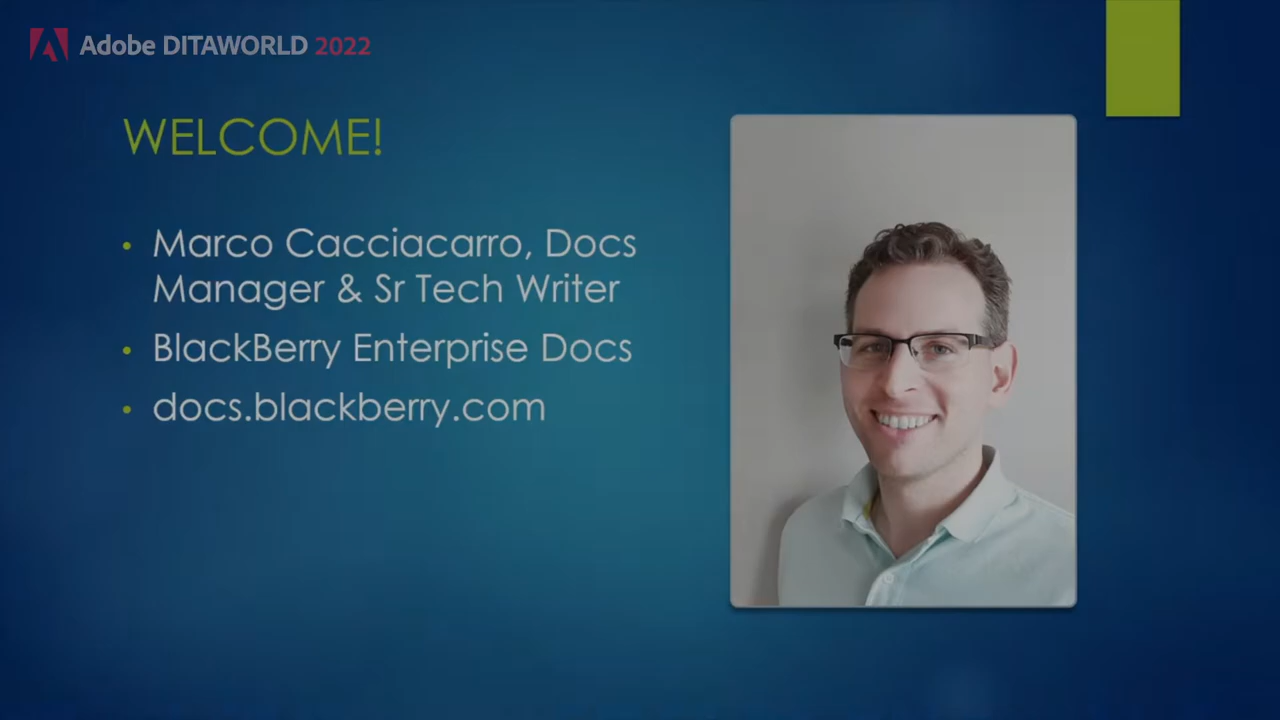 Adobe DITAWORLD 2022
WELCOME!
• Marco Cacciacarro, Docs
Manager & Sr Tech Writer
• BlackBerry Enterprise Docs
• docs.blackberry.com